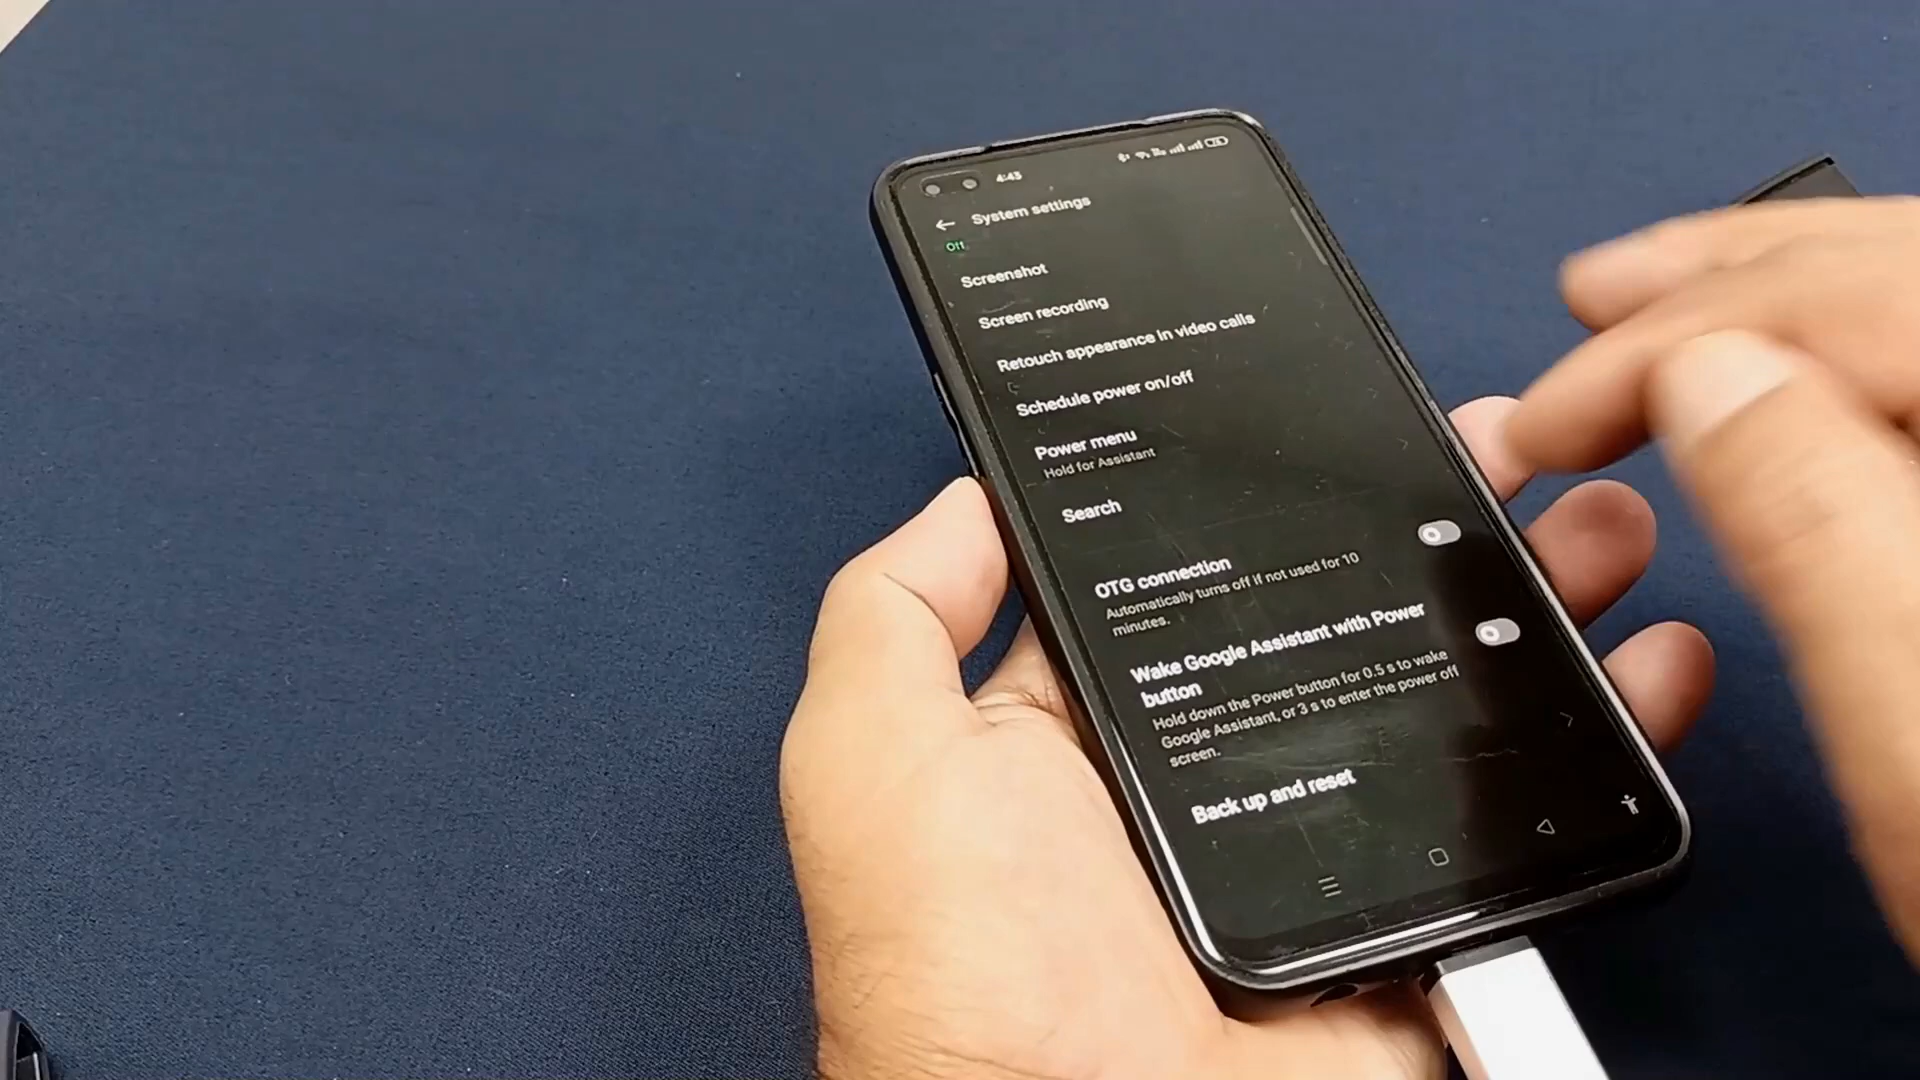 4:43
System settings
Off
Screenshot
Screen recording
Retouch appearance in video calls
Schedule power on/off
Power menu
Hold for Assistant
Search
OTG connection
Automatically turns off if not used for 10
minutes.
Wake Google Assistant with Power
button
Hold down the Power button for 0.5 s to wake
Google Assistant, or 3 s to enter the power off
screen.
Back up and reset